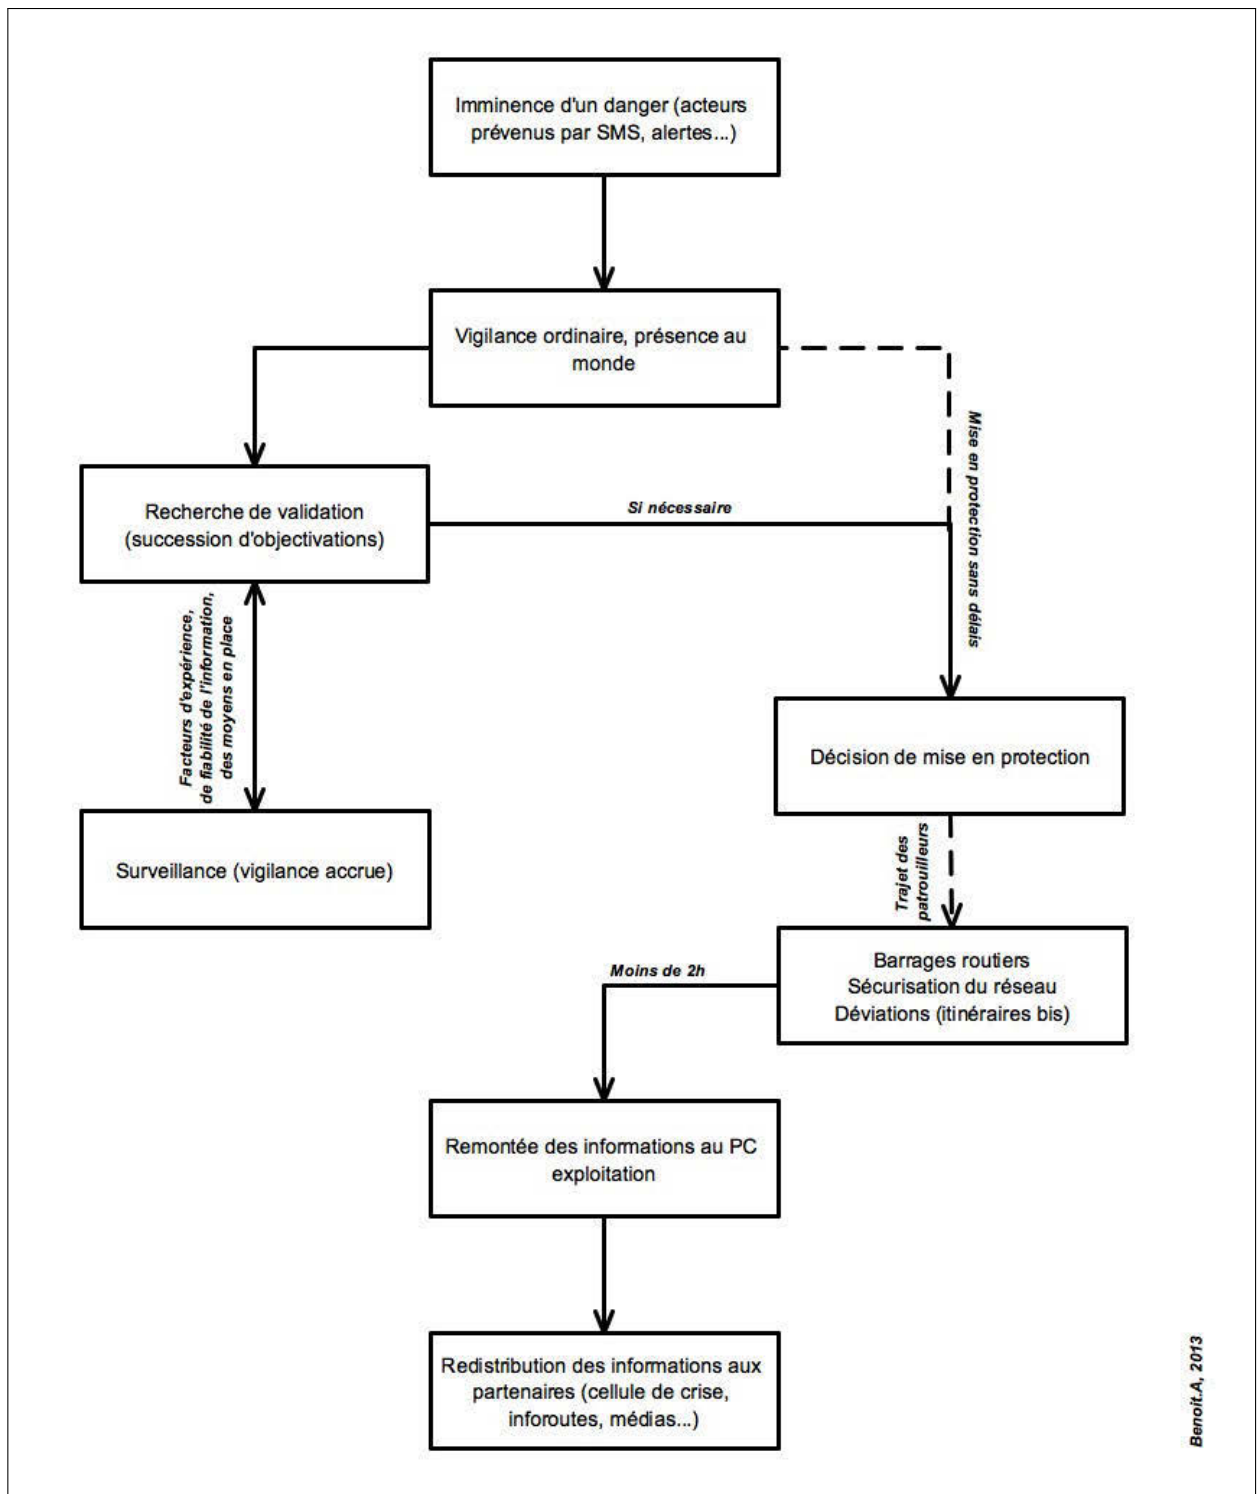 Imminence d'un danger (acteurs
prévenus par SMS, alertes...)
Vigilance ordinaire, présence au
monde
Mise en protection sans délais
Recherche de validation
(succession d'objectivations)
Si nécessaire
Facteurs d'expérience,
de fiabilité de l'information,
des moyens en place
Décision de mise en protection
Surveillance (vigilance accrue)
Trajet des
patrouilleurs
Barrages routiers
Sécurisation du réseau
Déviations (itinéraires bis)
Moins de 2h
Remontée des informations au PC
exploitation
Redistribution des informations aux
partenaires (cellule de crise,
inforoutes, médias...)
Benoit.A, 2013